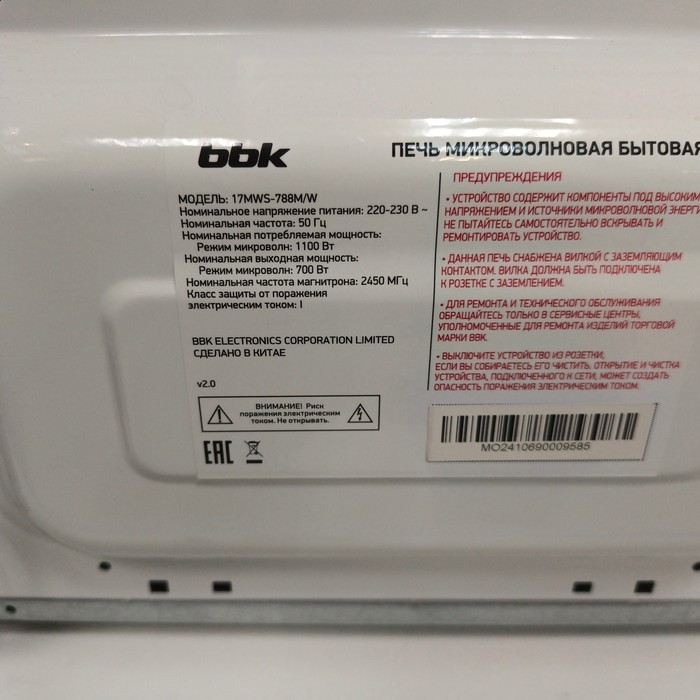 bbk
ПЕЧЬ МИКРОВОЛНОВАЯ БЫТОВАЯ
МОДЕЛЬ: 17MWS-788M/W
Номинальное напряжение питания: 220-230 В ~
Номинальная частота: 50 Гц
Номинальная потребляемая мощность:
Режим микроволн: 1100 Вт
Номинальная выходная мощность:
Режим микроволн: 700 Вт
Номинальная частота магнетрона: 2450 МГц
Класс защиты от поражения
электрическим током: I
BBK ELECTRONICS CORPORATION LIMITED
СДЕЛАНО В КИТАЕ
v2.0
ВНИМАНИЕ! Риск
поражения электрическим
током. Не открывать.
EAC
ПРЕДУПРЕЖДЕНИЯ
• УСТРОЙСТВО СОДЕРЖИТ КОМПОНЕНТЫ ПОД ВЫСОКИМ
НАПРЯЖЕНИЕМ И ИСТОЧНИКИ МИКРОВОЛНОВОЙ ЭНЕРГИ
НЕ ПЫТАЙТЕСЬ САМОСТОЯТЕЛЬНО ВСКРЫВАТЬ И
РЕМОНТИРОВАТЬ УСТРОЙСТВО.
• ДАННАЯ ПЕЧЬ СНАБЖЕНА ВИЛКОЙ С ЗАЗЕМЛЯЮЩИМ
КОНТАКТОМ. ВИЛКА ДОЛЖНА БЫТЬ ПОДКЛЮЧЕНА
К РОЗЕТКЕ С ЗАЗЕМЛЕНИЕМ.
• ДЛЯ РЕМОНТА И ТЕХНИЧЕСКОГО ОБСЛУЖИВАНИЯ
ОБРАЩАЙТЕСЬ ТОЛЬКО В СЕРВИСНЫЕ ЦЕНТРЫ,
УПОЛНОМОЧЕННЫЕ ДЛЯ РЕМОНТА ИЗДЕЛИЙ ТОРГОВОЙ
МАРКИ BBK.
• ВЫКЛЮЧИТЕ УСТРОЙСТВО ИЗ РОЗЕТКИ,
ЕСЛИ ВЫ СОБИРАЕТЕСЬ ЕГО ЧИСТИТЬ. ОТКРЫТИЕ И ЧИСТКА
УСТРОЙСТВА, ПОДКЛЮЧЕННОГО К СЕТИ, МОЖЕТ СОЗДАТЬ
ОПАСНОСТЬ ПОРАЖЕНИЯ ЭЛЕКТРИЧЕСКИМ ТОКОМ.
MO2410690009585